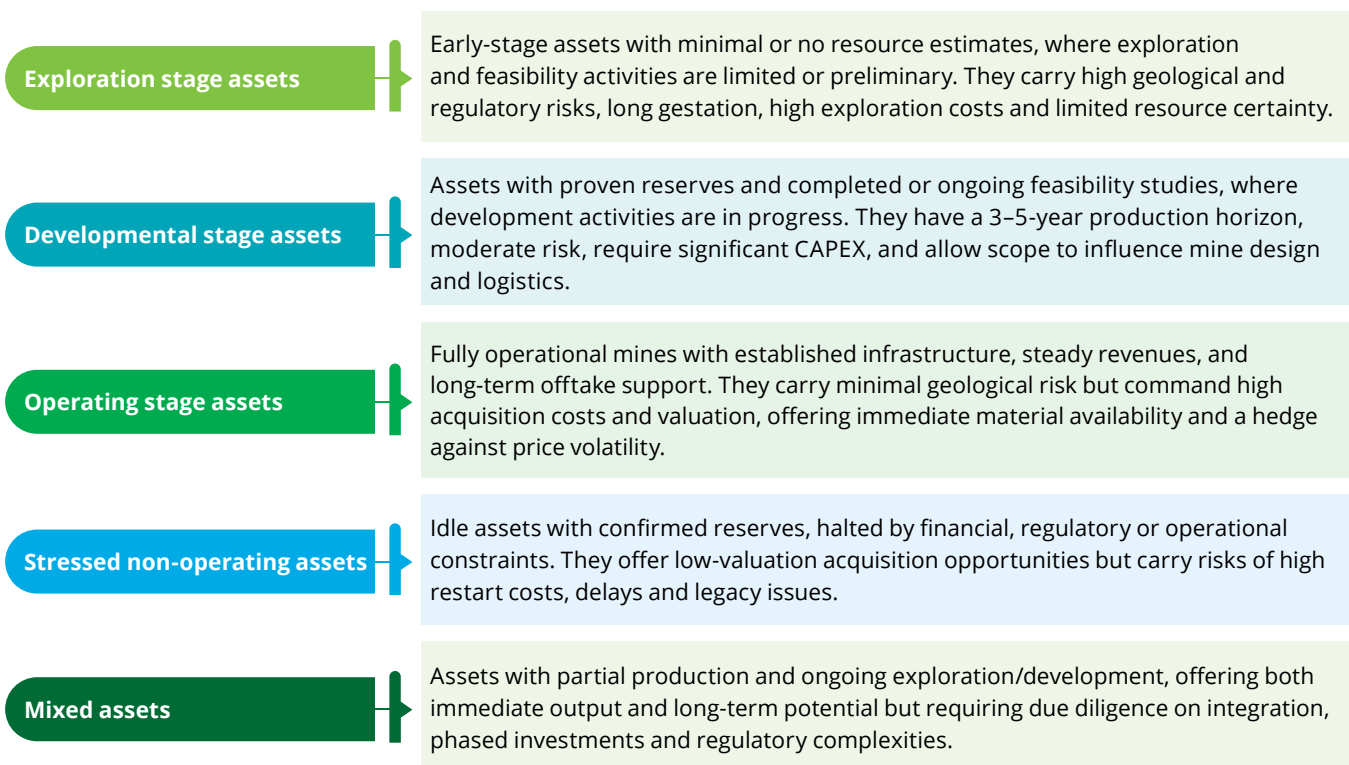 Exploration stage assets
Early-stage assets with minimal or no resource estimates, where exploration
and feasibility activities are limited or preliminary. They carry high geological and
regulatory risks, long gestation, high exploration costs and limited resource certainty.
Developmental stage assets
Assets with proven reserves and completed or ongoing feasibility studies, where
development activities are in progress. They have a 3–5-year production horizon,
moderate risk, require significant CAPEX, and allow scope to influence mine design
and logistics.
Operating stage assets
Fully operational mines with established infrastructure, steady revenues, and
long-term offtake support. They carry minimal geological risk but command high
acquisition costs and valuation, offering immediate material availability and a hedge
against price volatility.
Stressed non-operating assets
Idle assets with confirmed reserves, halted by financial, regulatory or operational
constraints. They offer low-valuation acquisition opportunities but carry risks of high
restart costs, delays and legacy issues.
Mixed assets
Assets with partial production and ongoing exploration/development, offering both
immediate output and long-term potential but requiring due diligence on integration,
phased investments and regulatory complexities.